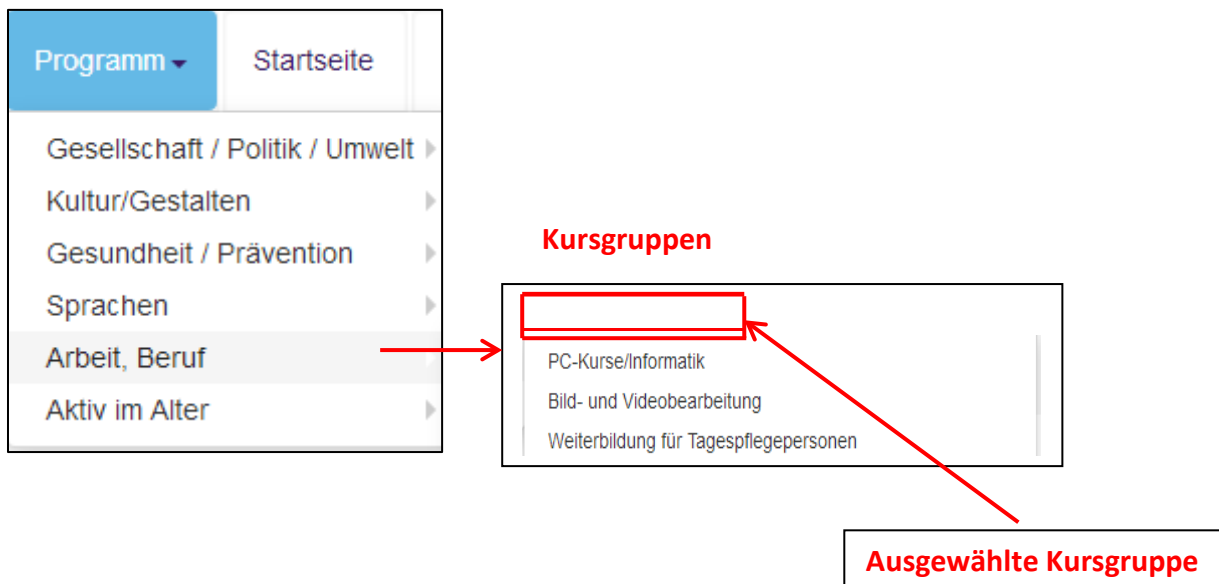 Programm Startseite
Gesellschaft / Politik / Umwelt
Kultur/Gestalten
Gesundheit / Prävention
Sprachen
Arbeit, Beruf
Aktiv im Alter
Kursgruppen
PC-Kurse/Informatik
Bild- und Videobearbeitung
Weiterbildung für Tagespflegepersonen
Ausgewählte Kursgruppe